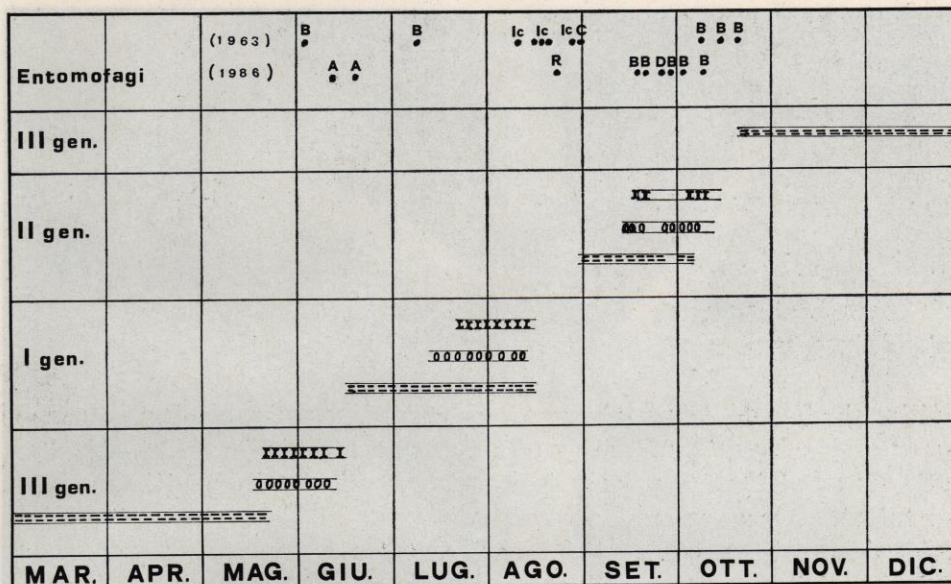 B B Ic Ic Ic C B B B
(1963)
A A R BB DB B B
Entomofagi (1986)
III gen.
II gen.
I gen.
III gen.
MAR. APR. MAG. GIU. LUG. AGO. SET. OTT. NOV. DIC.